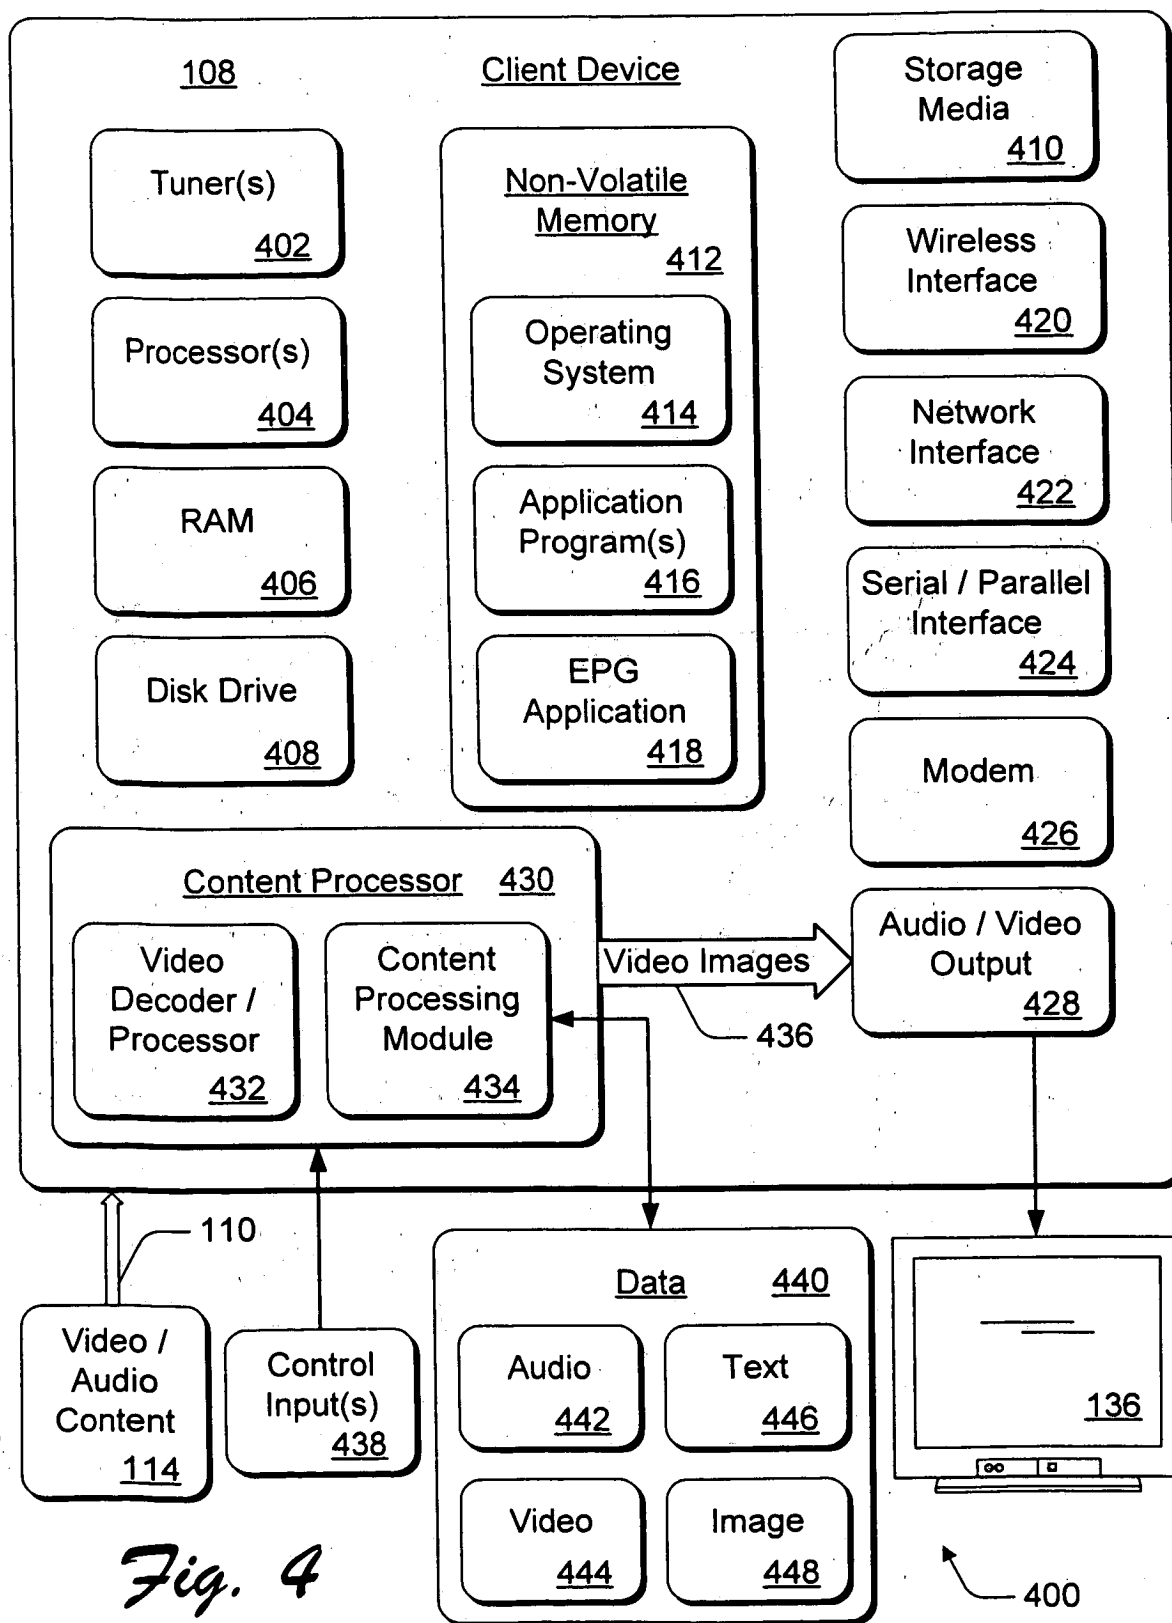 108
Client Device
Tuner(s)
402
Processor(s)
404
RAM
406
Disk Drive
408
Non-Volatile
Memory
412
Operating
System
414
Application
Program(s)
416
EPG
Application
418
Storage
Media
410
Wireless
Interface
420
Network
Interface
422
Serial / Parallel
Interface
424
Modem
426
Audio / Video
Output
428
Content Processor 430
Video
Decoder /
Processor
432
Content
Processing
Module
434
Video Images
436
110
Video /
Audio
Content
114
Control
Input(s)
438
Data 440
Audio
442
Text
446
Video
444
Image
448
136
400
Fig. 4